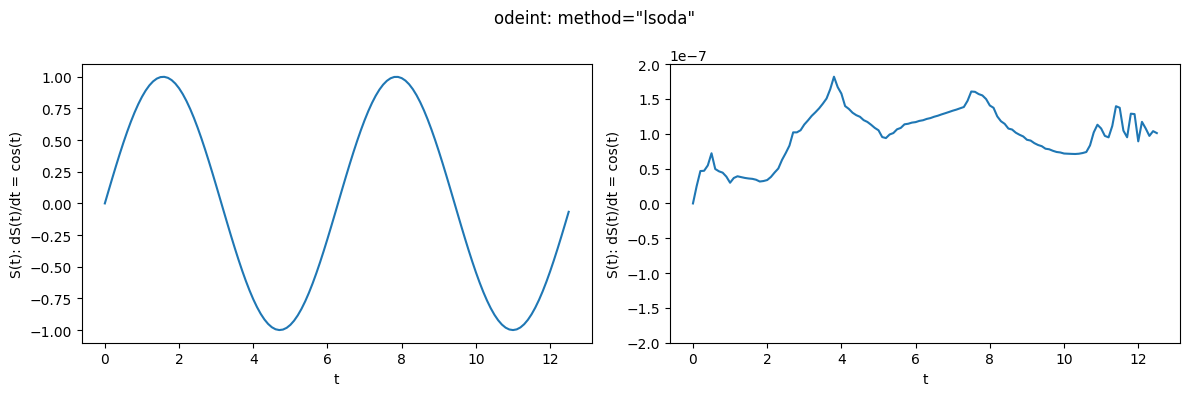 odeint: method="lsoda"
1.00
0.75
0.50
0.25
0.00
−0.25
−0.50
−0.75
−1.00
0 2 4 6 8 10 12
t
S(t): dS(t)/dt = cos(t)
1e−7
2.0
1.5
1.0
0.5
0.0
−0.5
−1.0
−1.5
−2.0
0 2 4 6 8 10 12
t
S(t): dS(t)/dt = cos(t)